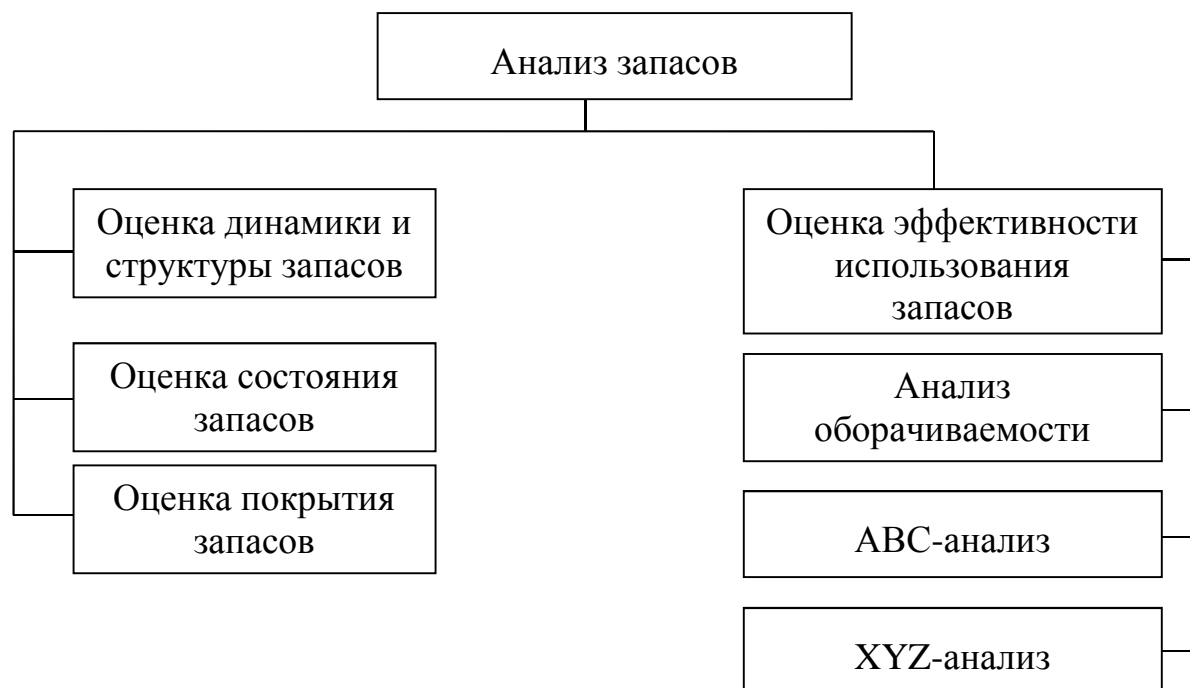 Анализ запасов
Оценка динамики и
структуры запасов
Оценка состояния
запасов
Оценка покрытия
запасов
Оценка эффективности
использования
запасов
Анализ
оборачиваемости
ABC-анализ
XYZ-анализ